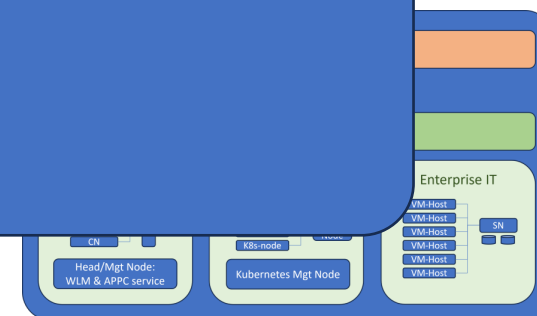 Enterprise IT
VM-Host
VM-Host
VM-Host
VM-Host
VM-Host
VM-Host
SN
CN
K8s-node
Node
Head/Mgt Node:
WLM & APPC service
Kubernetes Mgt Node